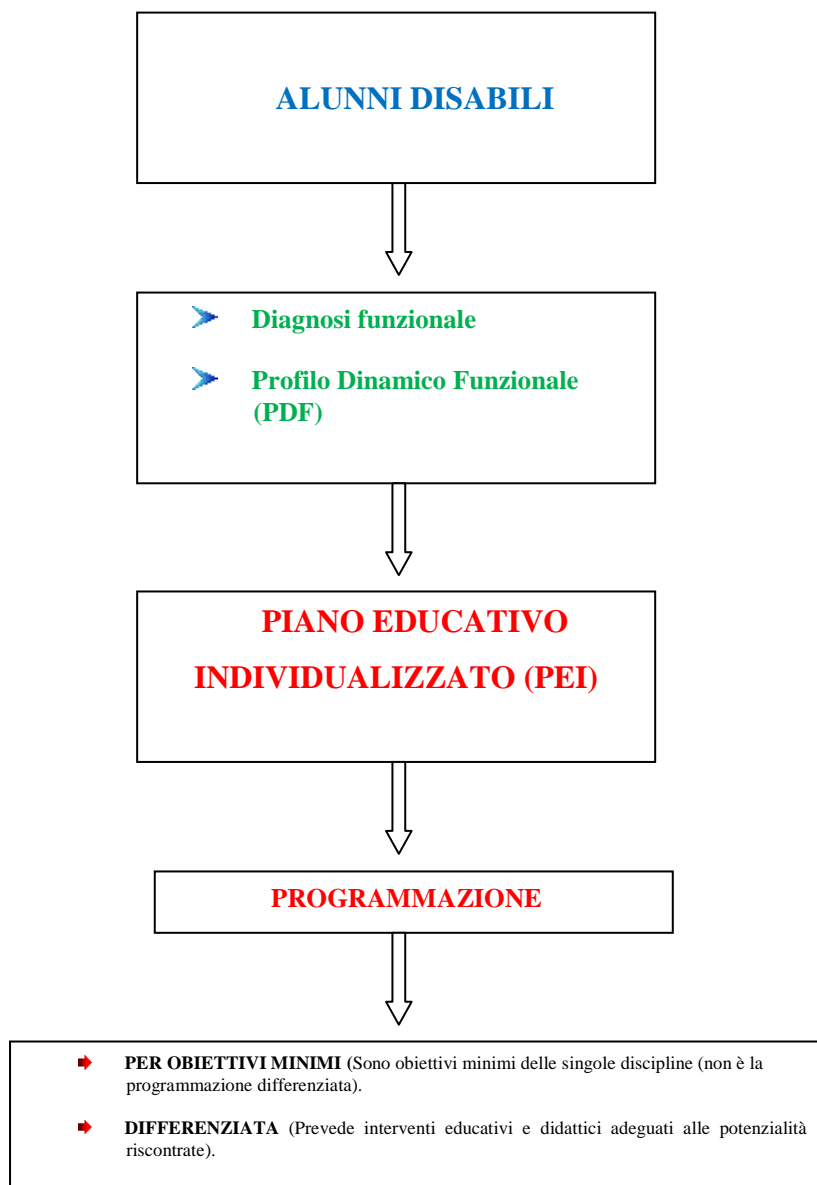 ALUNNI DISABILI
Diagnosi funzionale
Profilo Dinamico Funzionale
(PDF)
PIANO EDUCATIVO
INDIVIDUALIZZATO (PEI)
PROGRAMMAZIONE
PER OBIETTIVI MINIMI (Sono obiettivi minimi delle singole discipline (non è la
programmazione differenziata).
DIFFERENZIATA (Prevede interventi educativi e didattici adeguati alle potenzialità
riscontrate).